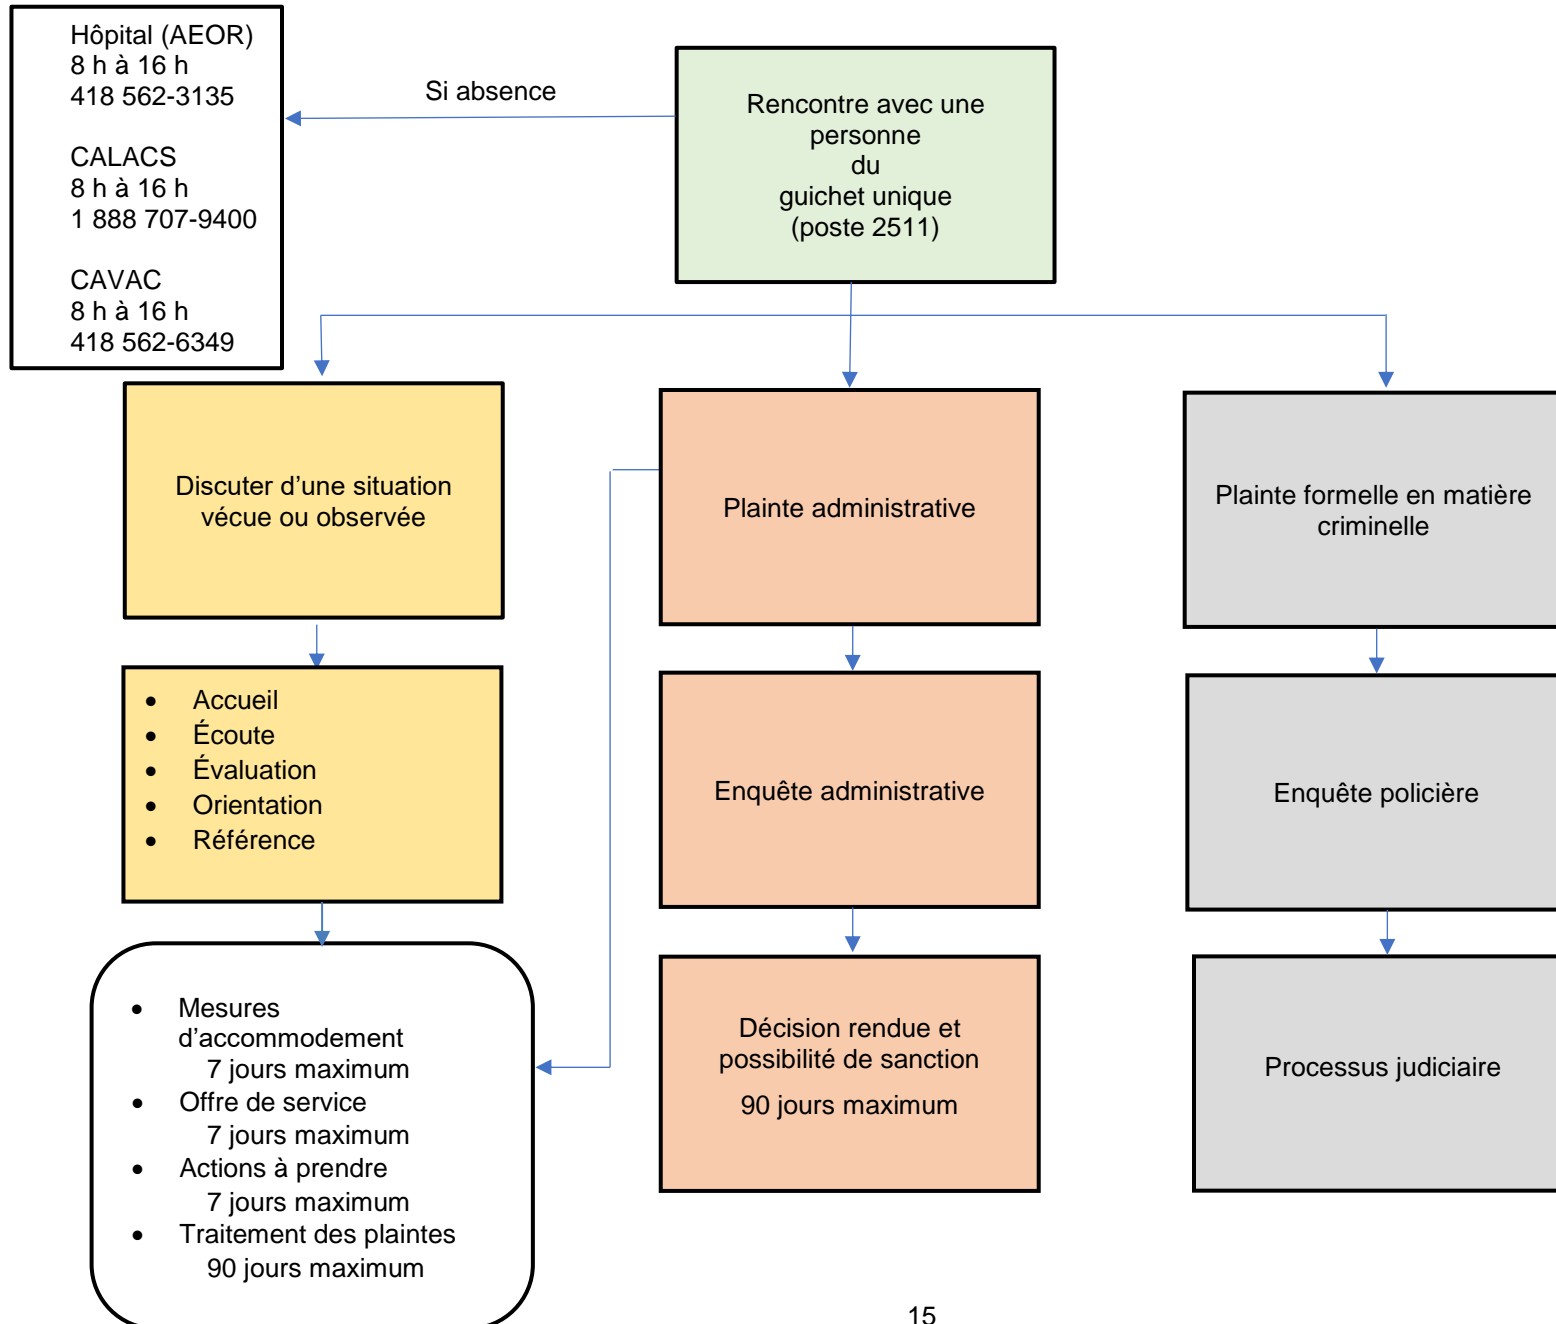 Hôpital (AEOR)
8 h à 16 h
418 562-3135
CALACS
8 h à 16 h
1 888 707-9400
CAVAC
8 h à 16 h
418 562-6349
Si absence
Rencontre avec une
personne
du
guichet unique
(poste 2511)
Discuter d’une situation
vécue ou observée
Plainte administrative
Plainte formelle en matière
criminelle
• Accueil
• Écoute
• Évaluation
• Orientation
• Référence
Enquête administrative
Enquête policière
• Mesures
d’accommodement
7 jours maximum
• Offre de service
7 jours maximum
• Actions à prendre
7 jours maximum
• Traitement des plaintes
90 jours maximum
Décision rendue et
possibilité de sanction
90 jours maximum
Processus judiciaire
15